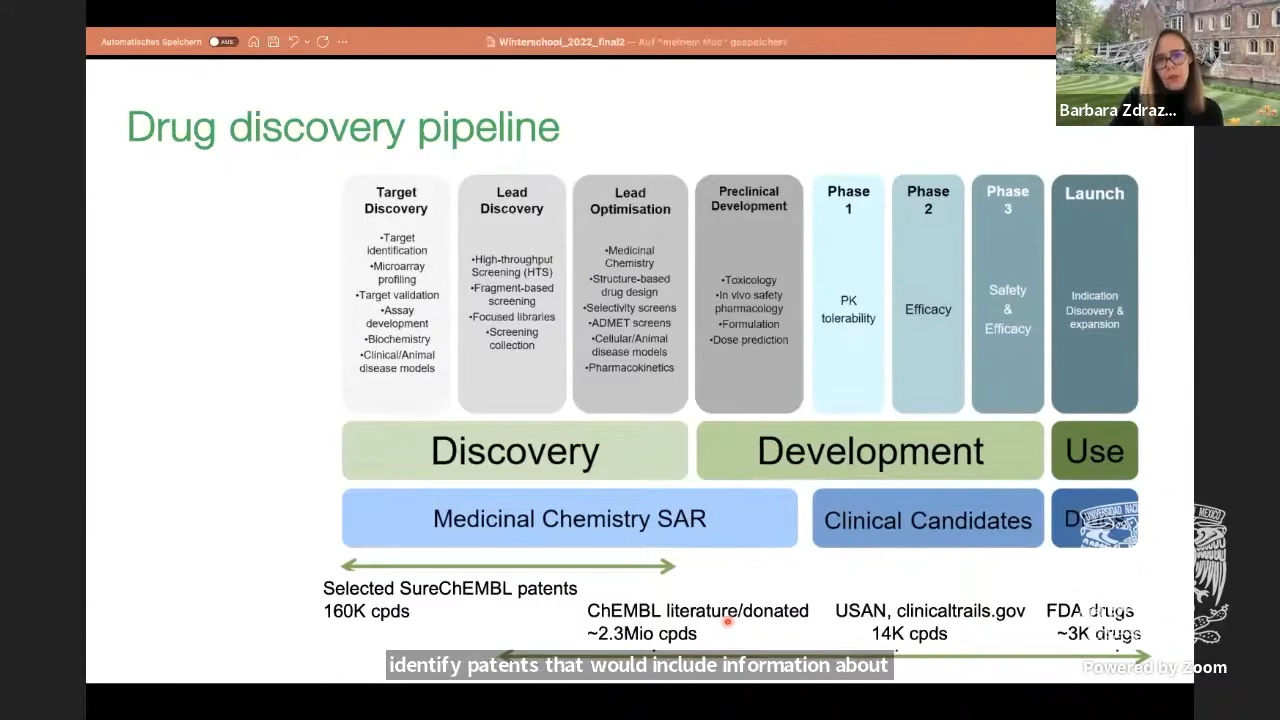 Automatisches Speichern AUS
Winterschool_2022_final2 — Auf "meinem Mac" gespeichert
Barbara Zdraz...
Drug discovery pipeline
Target
Discovery
•Target
identification
•Microarray
profiling
•Target validation
•Assay
development
•Biochemistry
•Clinical/Animal
disease models
Lead
Discovery
•High-throughput
Screening (HTS)
•Fragment-based
screening
•Focused libraries
•Screening
collection
Lead
Optimisation
•Medicinal
Chemistry
•Structure-based
drug design
•Selectivity screens
•ADMET screens
•Cellular/Animal
disease models
•Pharmacokinetics
Preclinical
Development
•Toxicology
•In vivo safety
pharmacology
•Formulation
•Dose prediction
Phase
1
PK
tolerability
Phase
2
Efficacy
Phase
3
Safety
&
Efficacy
Launch
Indication
Discovery &
expansion
Discovery
Development
Use
Medicinal Chemistry SAR
Clinical Candidates
Selected SureChEMBL patents
160K cpds
ChEMBL literature/donated
~2.3Mio cpds
USAN, clinicaltrails.gov
14K cpds
FDA drugs
~3K drugs
identify patents that would include information about
Powered by Zoom